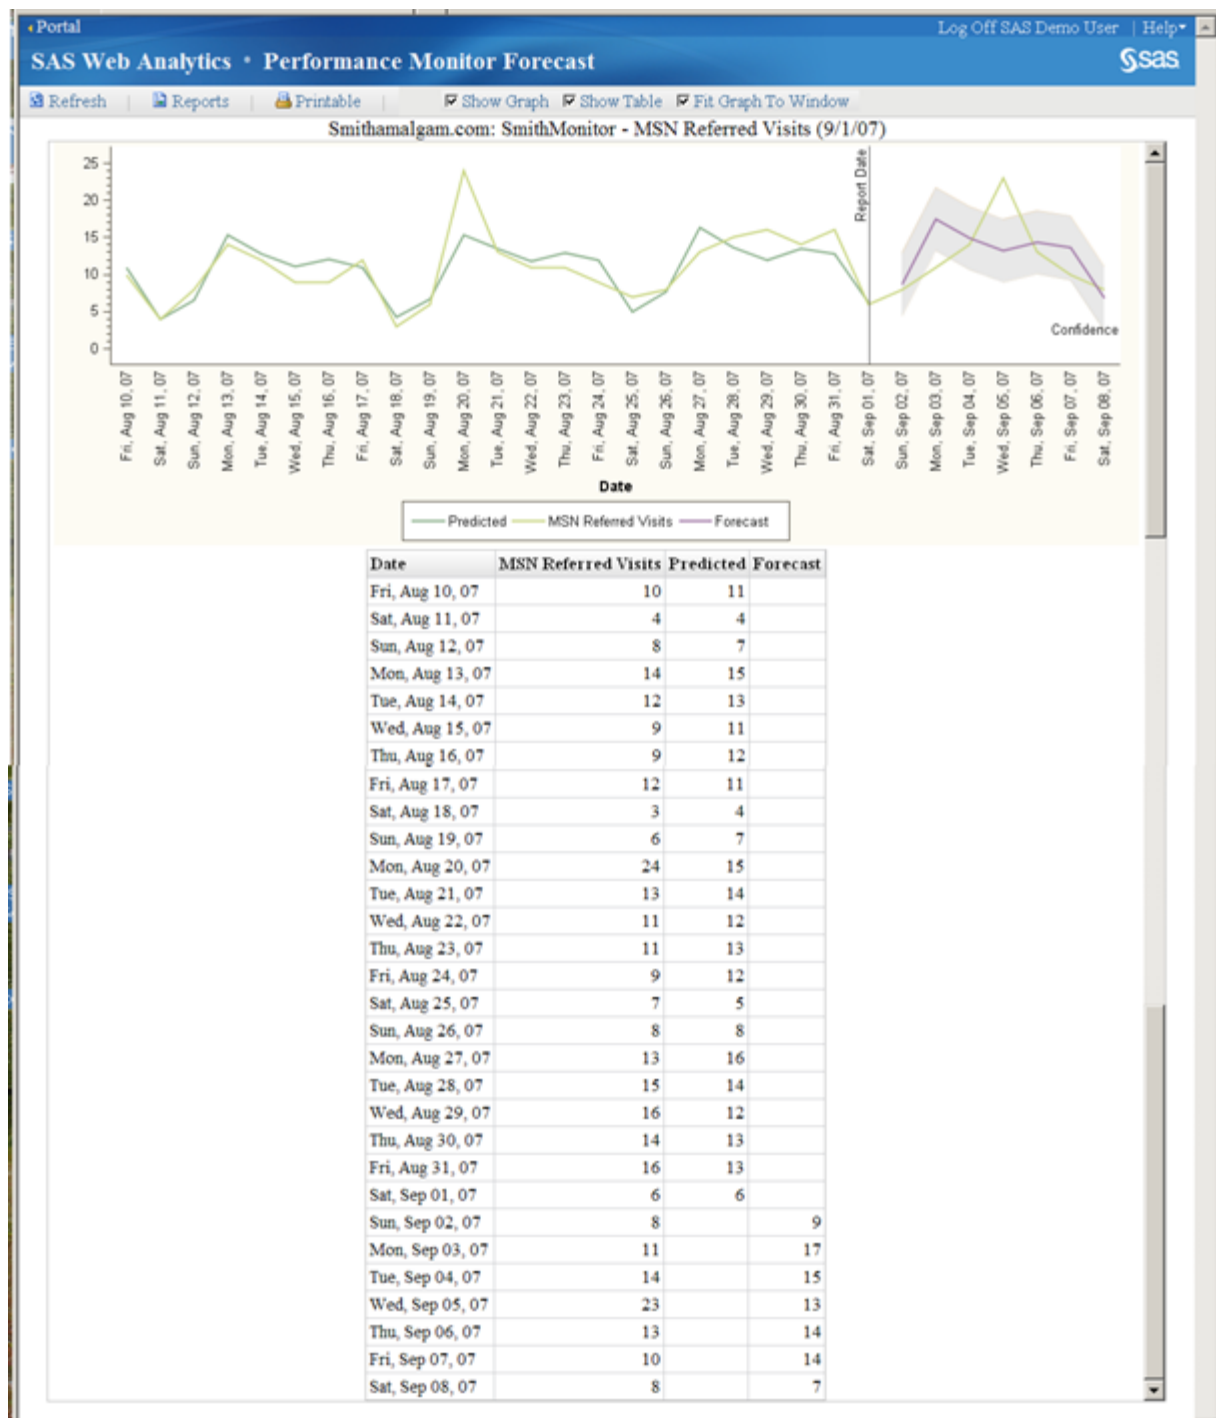 Portal
Log Off SAS Demo User | Help
SAS Web Analytics • Performance Monitor Forecast
sas
Refresh | Reports | Printable | Show Graph Show Table Fit Graph To Window
Smithamalgam.com: SmithMonitor - MSN Referred Visits (9/1/07)
25
20
15
10
5
0
Report Date
Confidence
Fri, Aug 10, 07
Sat, Aug 11, 07
Sun, Aug 12, 07
Mon, Aug 13, 07
Tue, Aug 14, 07
Wed, Aug 15, 07
Thu, Aug 16, 07
Fri, Aug 17, 07
Sat, Aug 18, 07
Sun, Aug 19, 07
Mon, Aug 20, 07
Tue, Aug 21, 07
Wed, Aug 22, 07
Thu, Aug 23, 07
Fri, Aug 24, 07
Sat, Aug 25, 07
Sun, Aug 26, 07
Mon, Aug 27, 07
Tue, Aug 28, 07
Wed, Aug 29, 07
Thu, Aug 30, 07
Fri, Aug 31, 07
Sat, Sep 01, 07
Sun, Sep 02, 07
Mon, Sep 03, 07
Tue, Sep 04, 07
Wed, Sep 05, 07
Thu, Sep 06, 07
Fri, Sep 07, 07
Sat, Sep 08, 07
Date
Predicted MSN Referred Visits Forecast
Date MSN Referred Visits Predicted Forecast
Fri, Aug 10, 07 10 11
Sat, Aug 11, 07 4 4
Sun, Aug 12, 07 8 7
Mon, Aug 13, 07 14 15
Tue, Aug 14, 07 12 13
Wed, Aug 15, 07 9 11
Thu, Aug 16, 07 9 12
Fri, Aug 17, 07 12 11
Sat, Aug 18, 07 3 4
Sun, Aug 19, 07 6 7
Mon, Aug 20, 07 24 15
Tue, Aug 21, 07 13 14
Wed, Aug 22, 07 11 12
Thu, Aug 23, 07 11 13
Fri, Aug 24, 07 9 12
Sat, Aug 25, 07 7 5
Sun, Aug 26, 07 8 8
Mon, Aug 27, 07 13 16
Tue, Aug 28, 07 15 14
Wed, Aug 29, 07 16 12
Thu, Aug 30, 07 14 13
Fri, Aug 31, 07 16 13
Sat, Sep 01, 07 6 6
Sun, Sep 02, 07 8 9
Mon, Sep 03, 07 11 17
Tue, Sep 04, 07 14 15
Wed, Sep 05, 07 23 13
Thu, Sep 06, 07 13 14
Fri, Sep 07, 07 10 14
Sat, Sep 08, 07 8 7